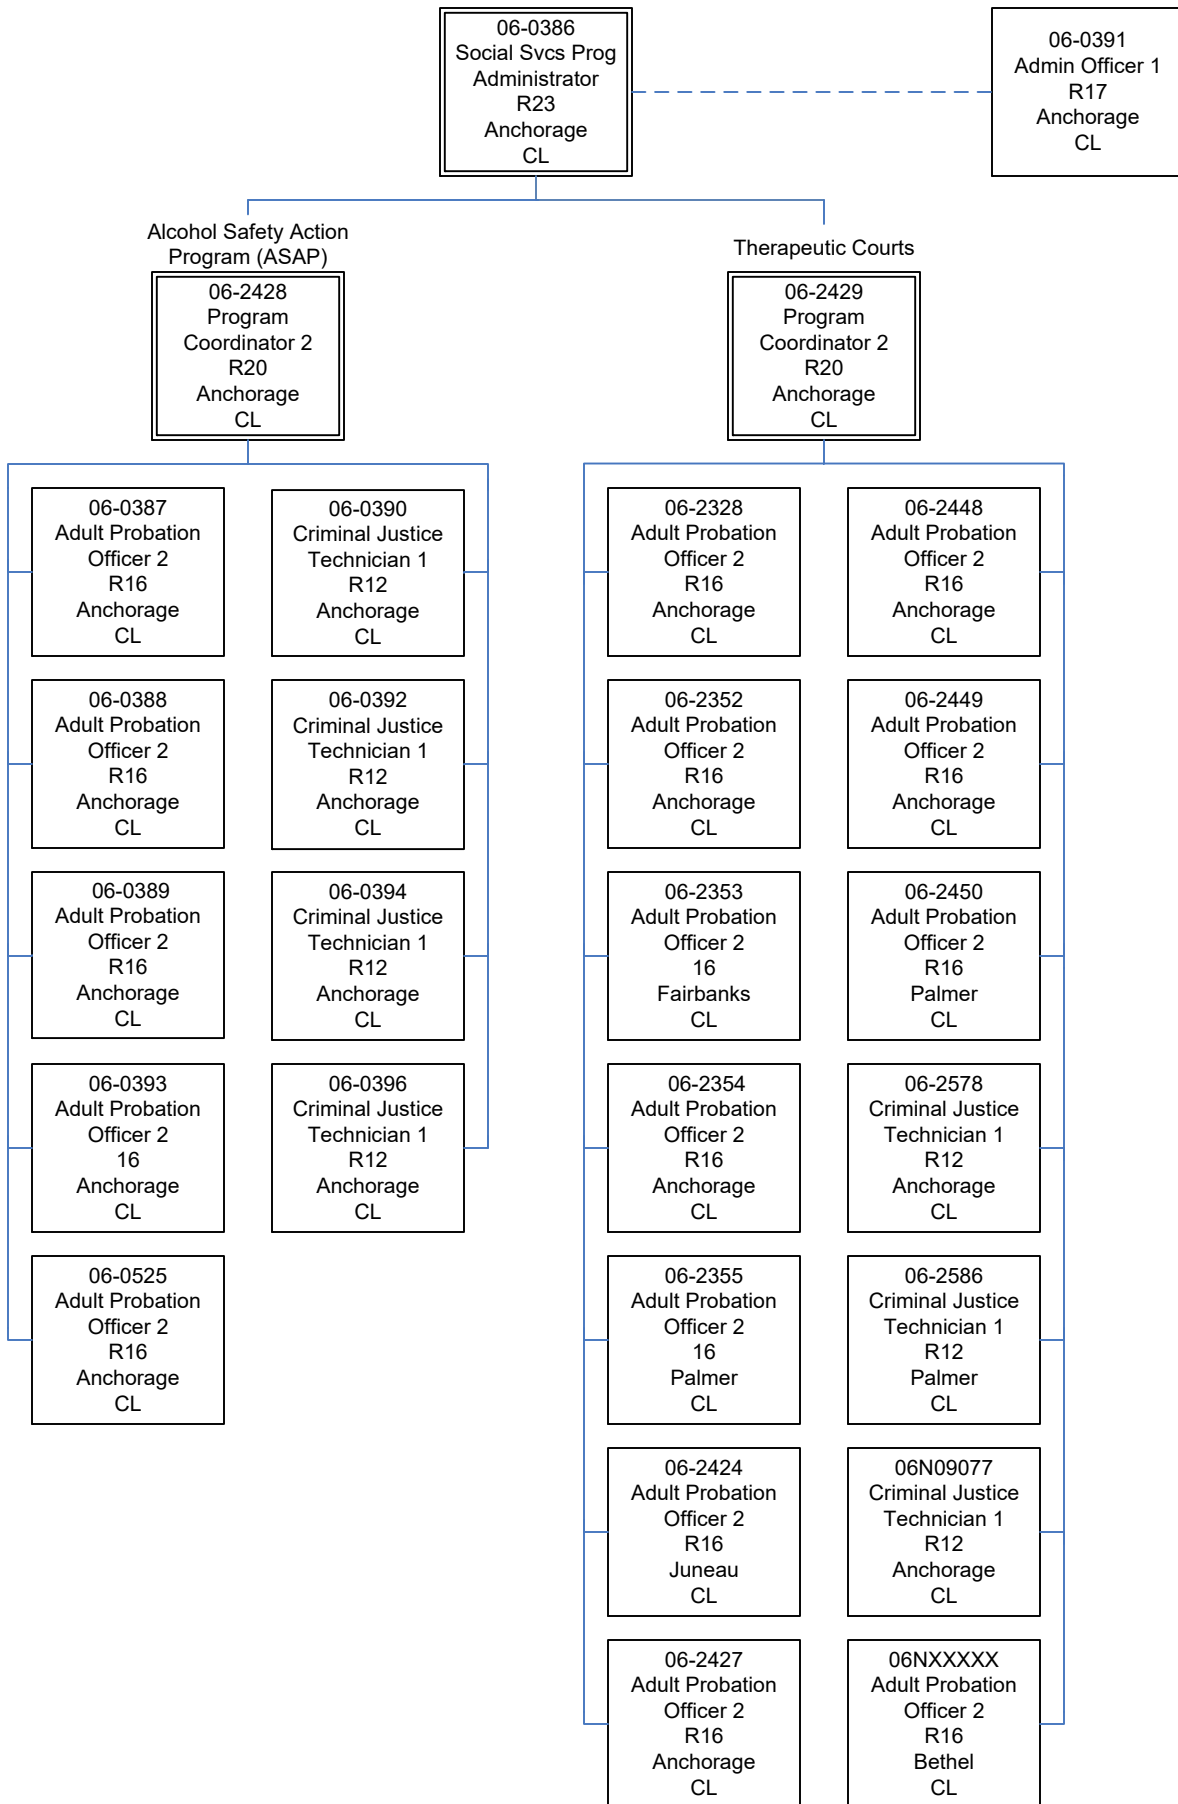 06-0386
Social Svcs Prog
Administrator
R23
Anchorage
CL
06-0391
Admin Officer 1
R17
Anchorage
CL
Alcohol Safety Action
Program (ASAP)
06-2428
Program
Coordinator 2
R20
Anchorage
CL
Therapeutic Courts
06-2429
Program
Coordinator 2
R20
Anchorage
CL
06-0387
Adult Probation
Officer 2
R16
Anchorage
CL
06-0390
Criminal Justice
Technician 1
R12
Anchorage
CL
06-0388
Adult Probation
Officer 2
R16
Anchorage
CL
06-0392
Criminal Justice
Technician 1
R12
Anchorage
CL
06-0389
Adult Probation
Officer 2
R16
Anchorage
CL
06-0394
Criminal Justice
Technician 1
R12
Anchorage
CL
06-0393
Adult Probation
Officer 2
16
Anchorage
CL
06-0396
Criminal Justice
Technician 1
R12
Anchorage
CL
06-0525
Adult Probation
Officer 2
R16
Anchorage
CL
06-2328
Adult Probation
Officer 2
R16
Anchorage
CL
06-2448
Adult Probation
Officer 2
R16
Anchorage
CL
06-2352
Adult Probation
Officer 2
R16
Anchorage
CL
06-2449
Adult Probation
Officer 2
R16
Anchorage
CL
06-2353
Adult Probation
Officer 2
16
Fairbanks
CL
06-2450
Adult Probation
Officer 2
R16
Palmer
CL
06-2354
Adult Probation
Officer 2
R16
Anchorage
CL
06-2578
Criminal Justice
Technician 1
R12
Anchorage
CL
06-2355
Adult Probation
Officer 2
16
Palmer
CL
06-2586
Criminal Justice
Technician 1
R12
Palmer
CL
06-2424
Adult Probation
Officer 2
R16
Juneau
CL
06N09077
Criminal Justice
Technician 1
R12
Anchorage
CL
06-2427
Adult Probation
Officer 2
R16
Anchorage
CL
06NXXXXX
Adult Probation
Officer 2
R16
Bethel
CL